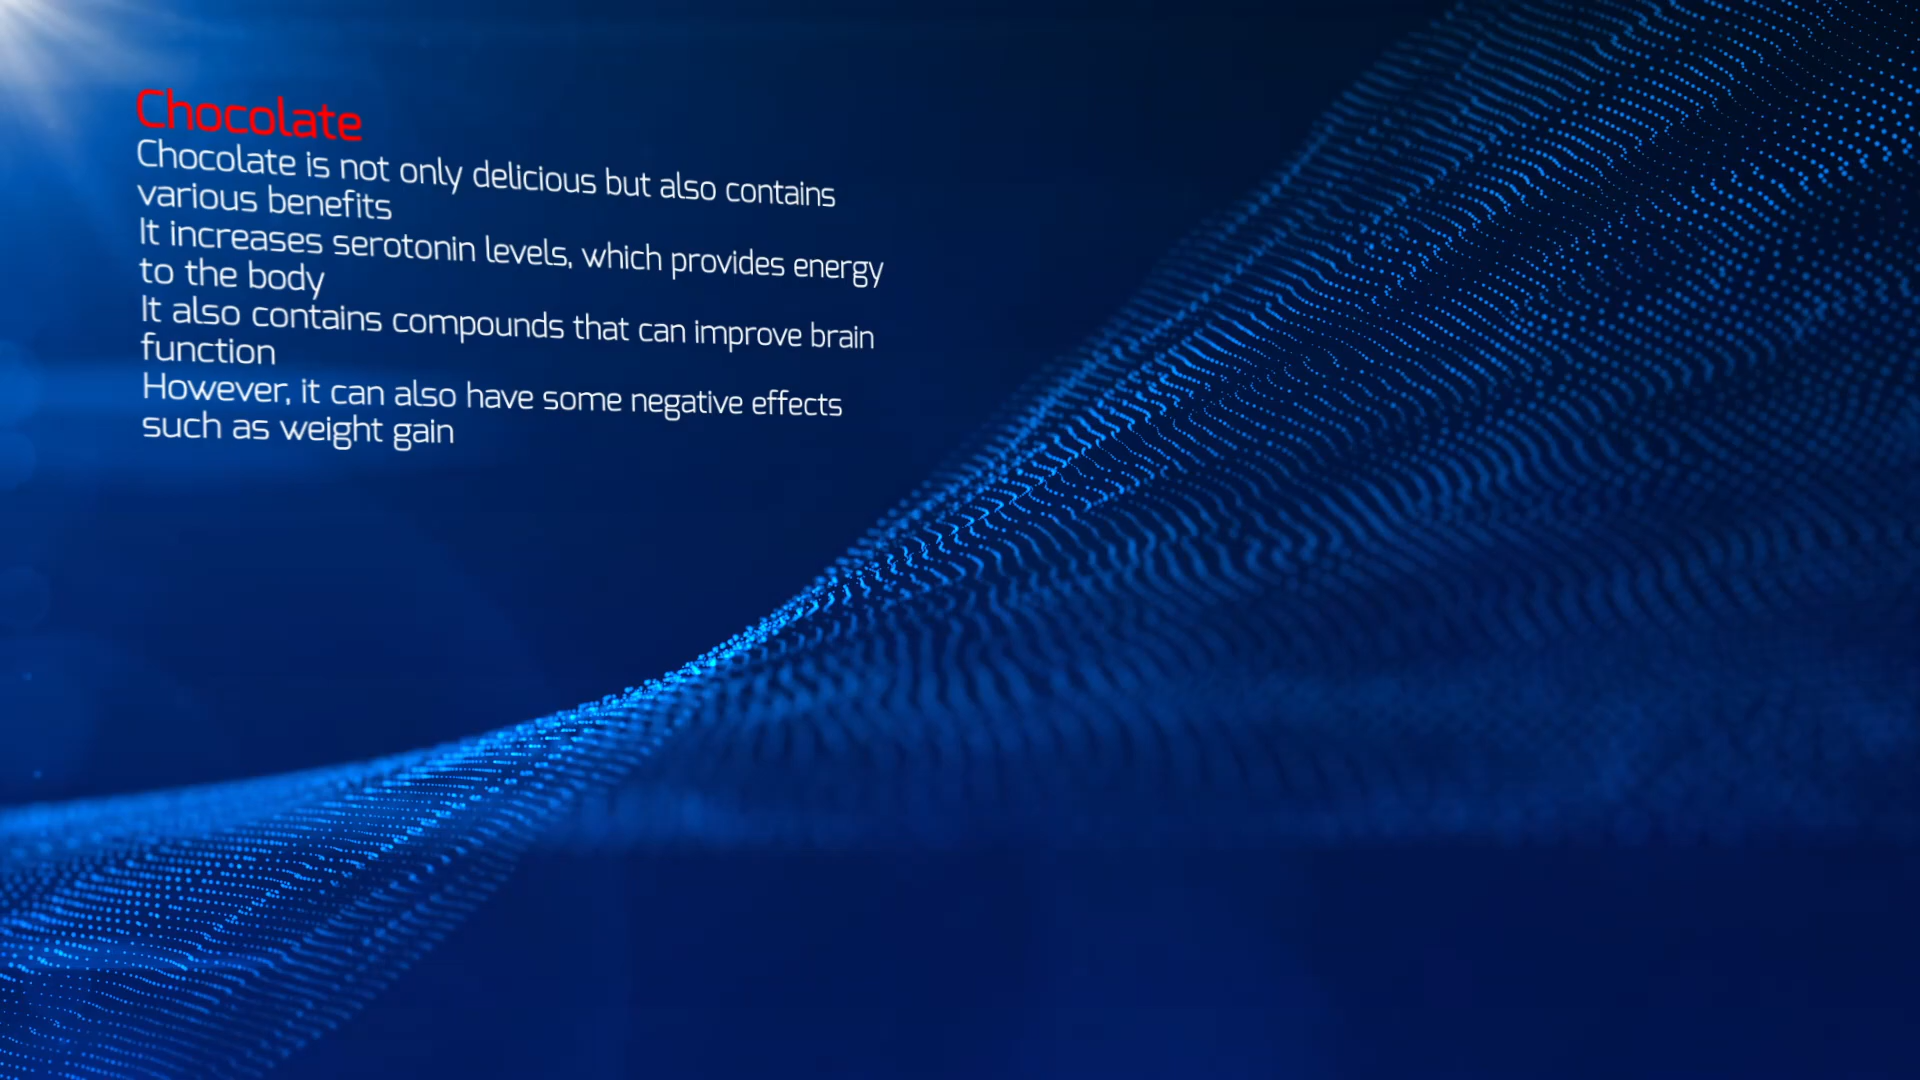 Chocolate
Chocolate is not only delicious but also contains
various benefits
It increases serotonin levels, which provides energy
to the body
It also contains compounds that can improve brain
function
However, it can also have some negative effects
such as weight gain